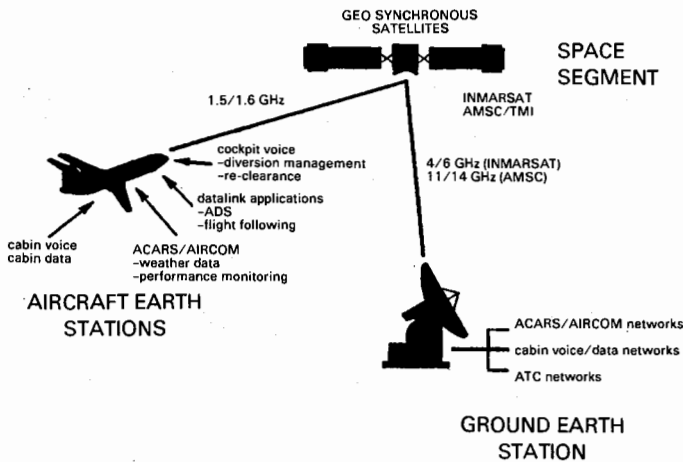 GEO SYNCHRONOUS
SATELLITES
SPACE
SEGMENT
1.5/1.6 GHz
INMARSAT
AMSC/TMI
cockpit voice
-diversion management
-re-clearance
4/6 GHz (INMARSAT)
11/14 GHz (AMSC)
datalink applications
-ADS
-flight following
cabin voice
cabin data
ACARS/AIRCOM
-weather data
-performance monitoring
AIRCRAFT EARTH
STATIONS
ACARS/AIRCOM networks
cabin voice/data networks
ATC networks
GROUND EARTH
STATION